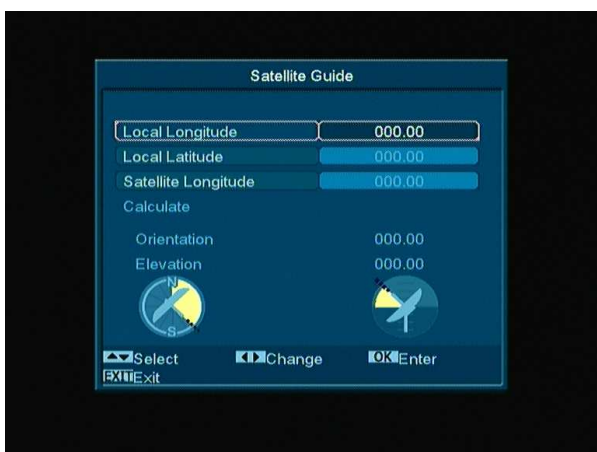 Satellite Guide
Local Longitude 000.00
Local Latitude 000.00
Satellite Longitude 000.00
Calculate
Orientation 000.00
Elevation 000.00
N
S
Select Change OK Enter
EXIT Exit